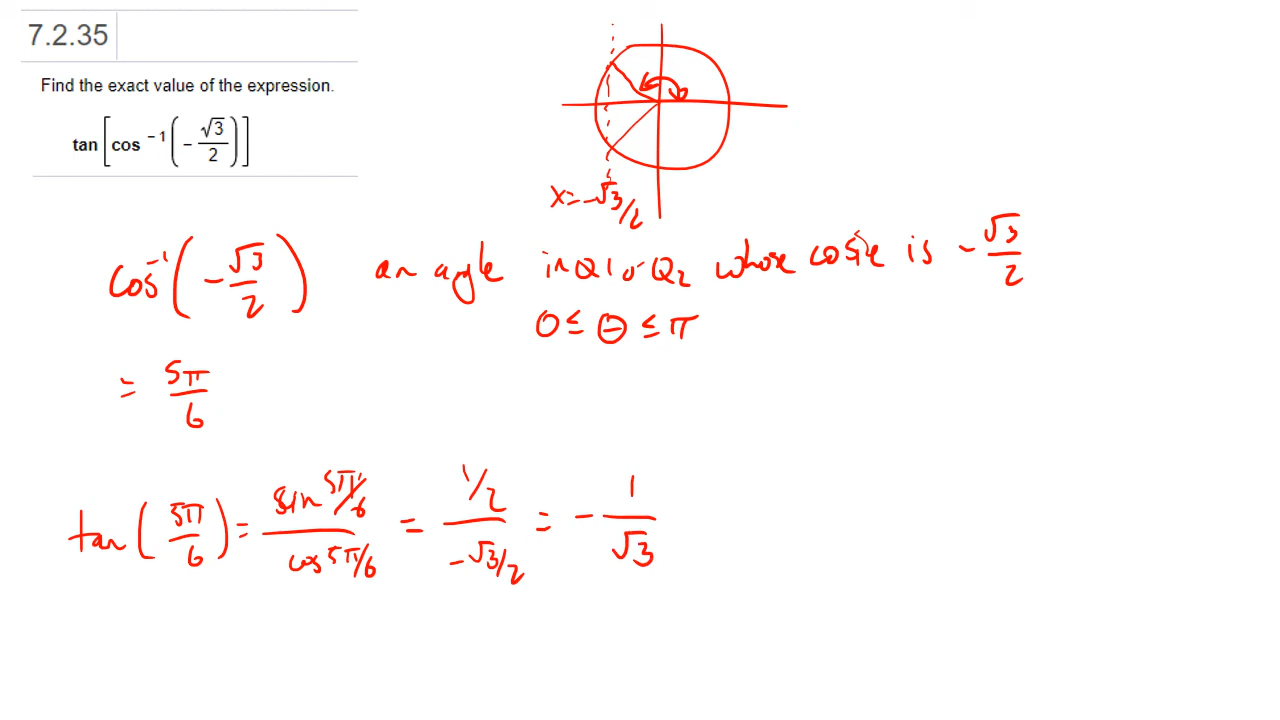 7.2.35
Find the exact value of the expression.
tan [cos ⁻¹(-√3/2)]
x=-√3/2
cos⁻¹(-√3/2) an angle in Q1 or Q2 whose cosine is -√3/2
0 ≤ θ ≤ π
= 5π/6
tan(5π/6) = sin 5π/6 / cos 5π/6 = 1/2 / -√3/2 = - 1/√3